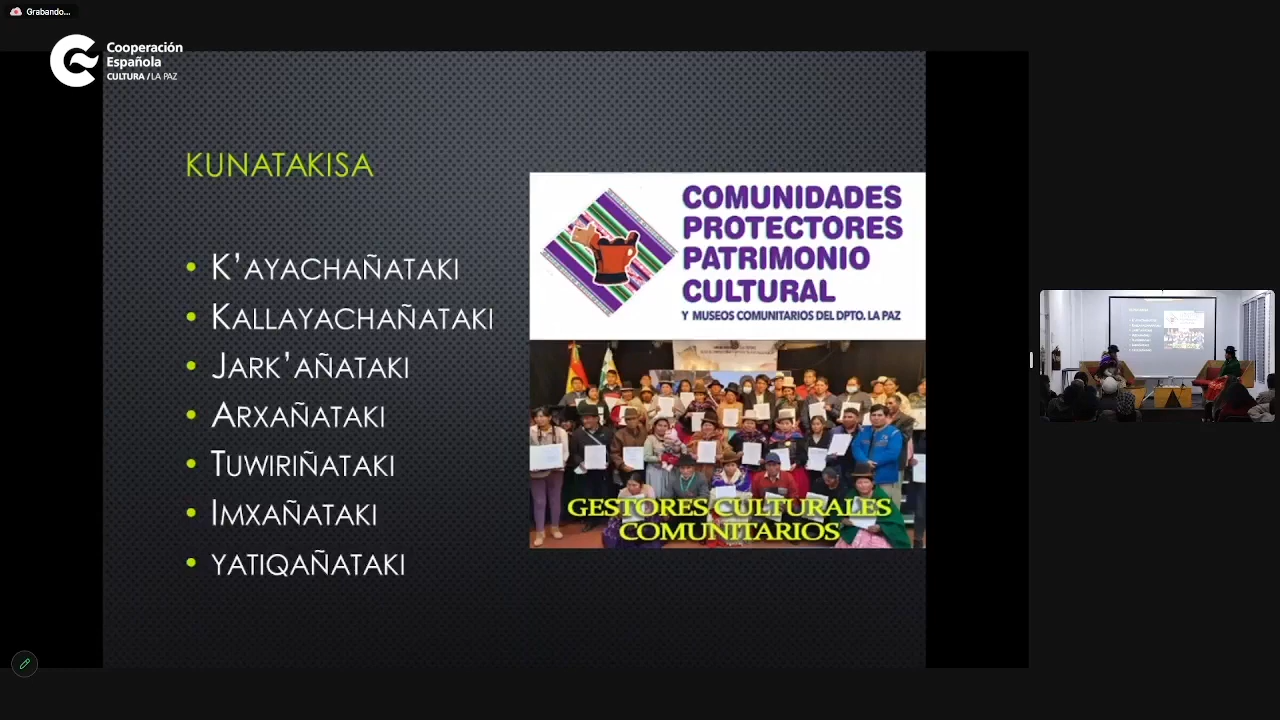 Grabando...
Cooperación
Española
CULTURA / LA PAZ
KUNATAKISA
K'AYACHAÑATAKI
KALLAYACHAÑATAKI
JARK'AÑATAKI
ARXAÑATAKI
TUWIRIÑATAKI
IMXAÑATAKI
YATIQAÑATAKI
COMUNIDADES
PROTECTORES
PATRIMONIO
CULTURAL
Y MUSEOS COMUNITARIOS DEL DPTO. LA PAZ
GESTORES CULTURALES
COMUNITARIOS